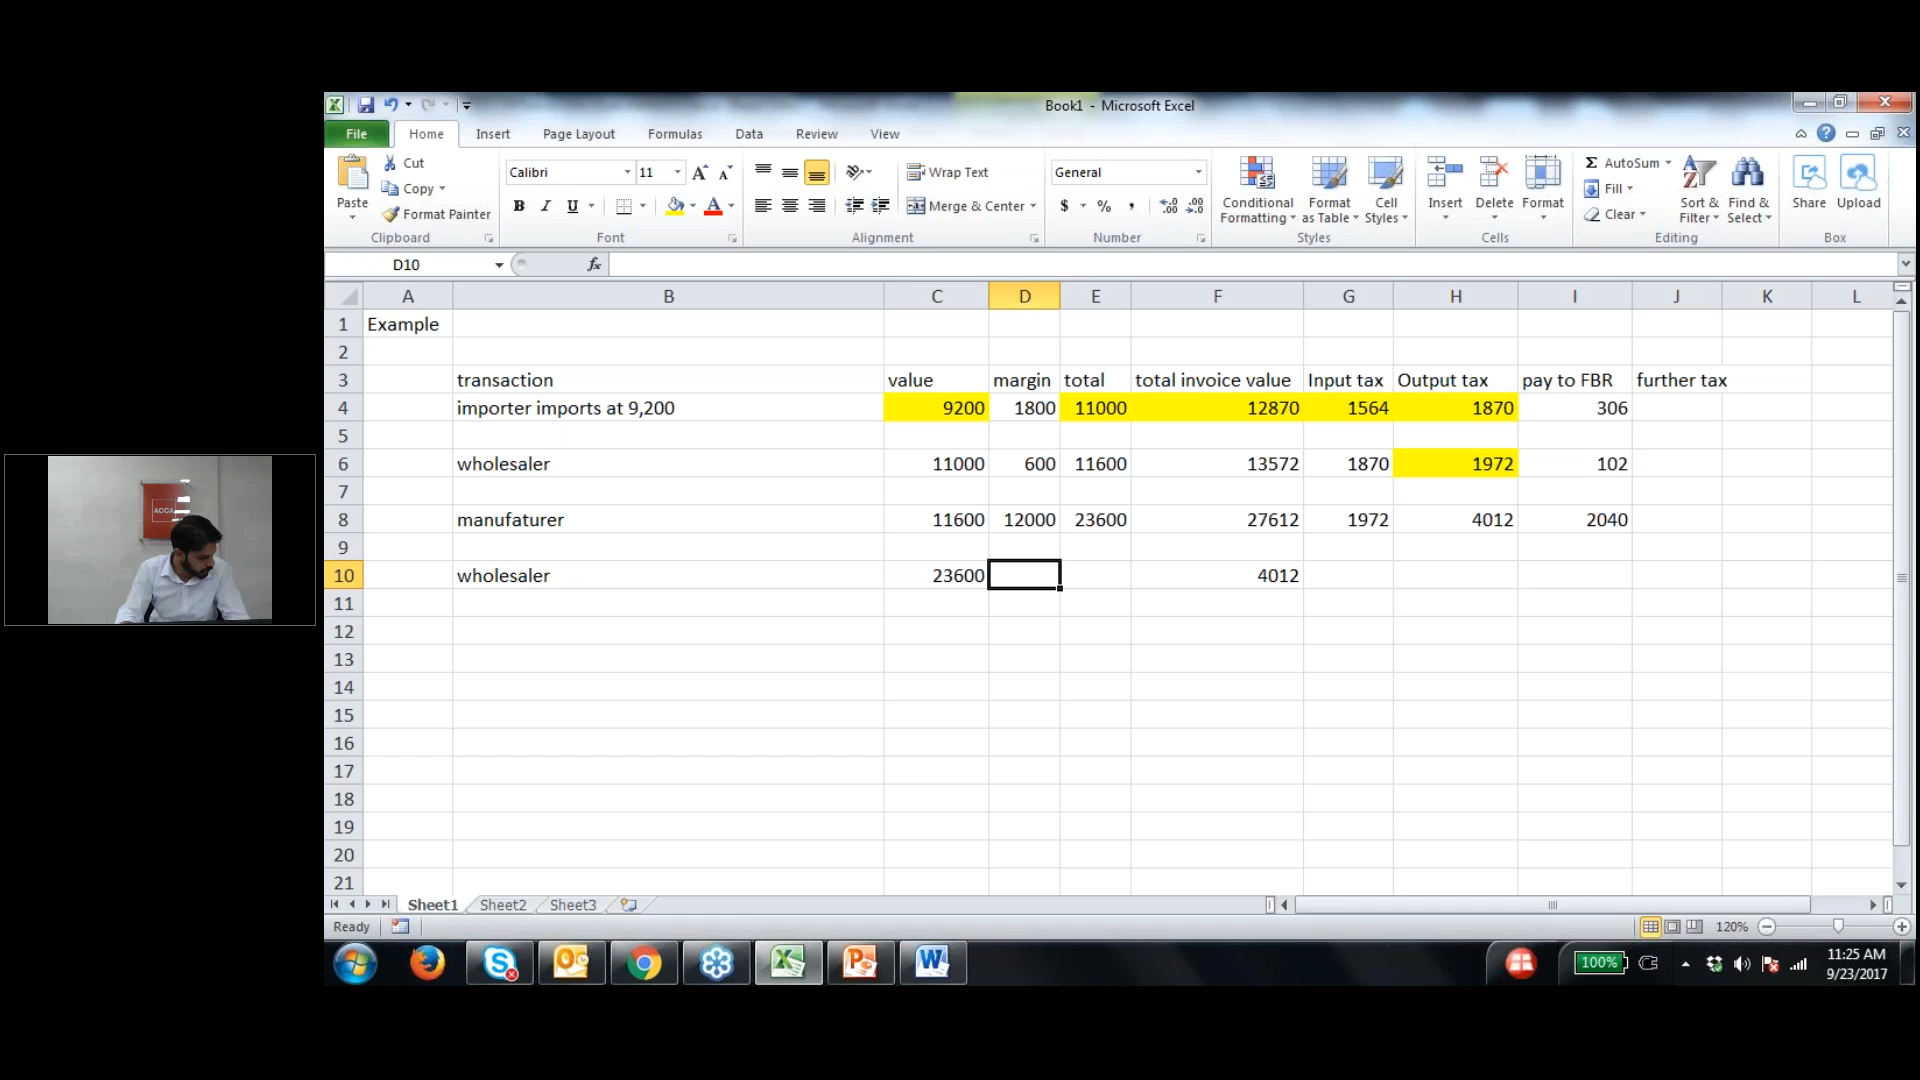 Book1 - Microsoft Excel
File Home Insert Page Layout Formulas Data Review View
Paste Cut Copy Format Painter Clipboard
Calibri 11 B I U A Font
Wrap Text Merge & Center Alignment
General $ % , Number
Conditional Formatting Format as Table Cell Styles Styles
Insert Delete Format Cells
AutoSum Fill Clear Sort & Filter Find & Select Editing
Share Upload Box
D10 fx
A B C D E F G H I J K L
1 Example
2
3 transaction value margin total total invoice value Input tax Output tax pay to FBR further tax
4 importer imports at 9,200 9200 1800 11000 12870 1564 1870 306
5
6 wholesaler 11000 600 11600 13572 1870 1972 102
7
8 manufaturer 11600 12000 23600 27612 1972 4012 2040
9
10 wholesaler 23600 4012
11
12
13
14
15
16
17
18
19
20
21
ACCA
Sheet1 Sheet2 Sheet3
Ready 120%
100% 11:25 AM
9/23/2017